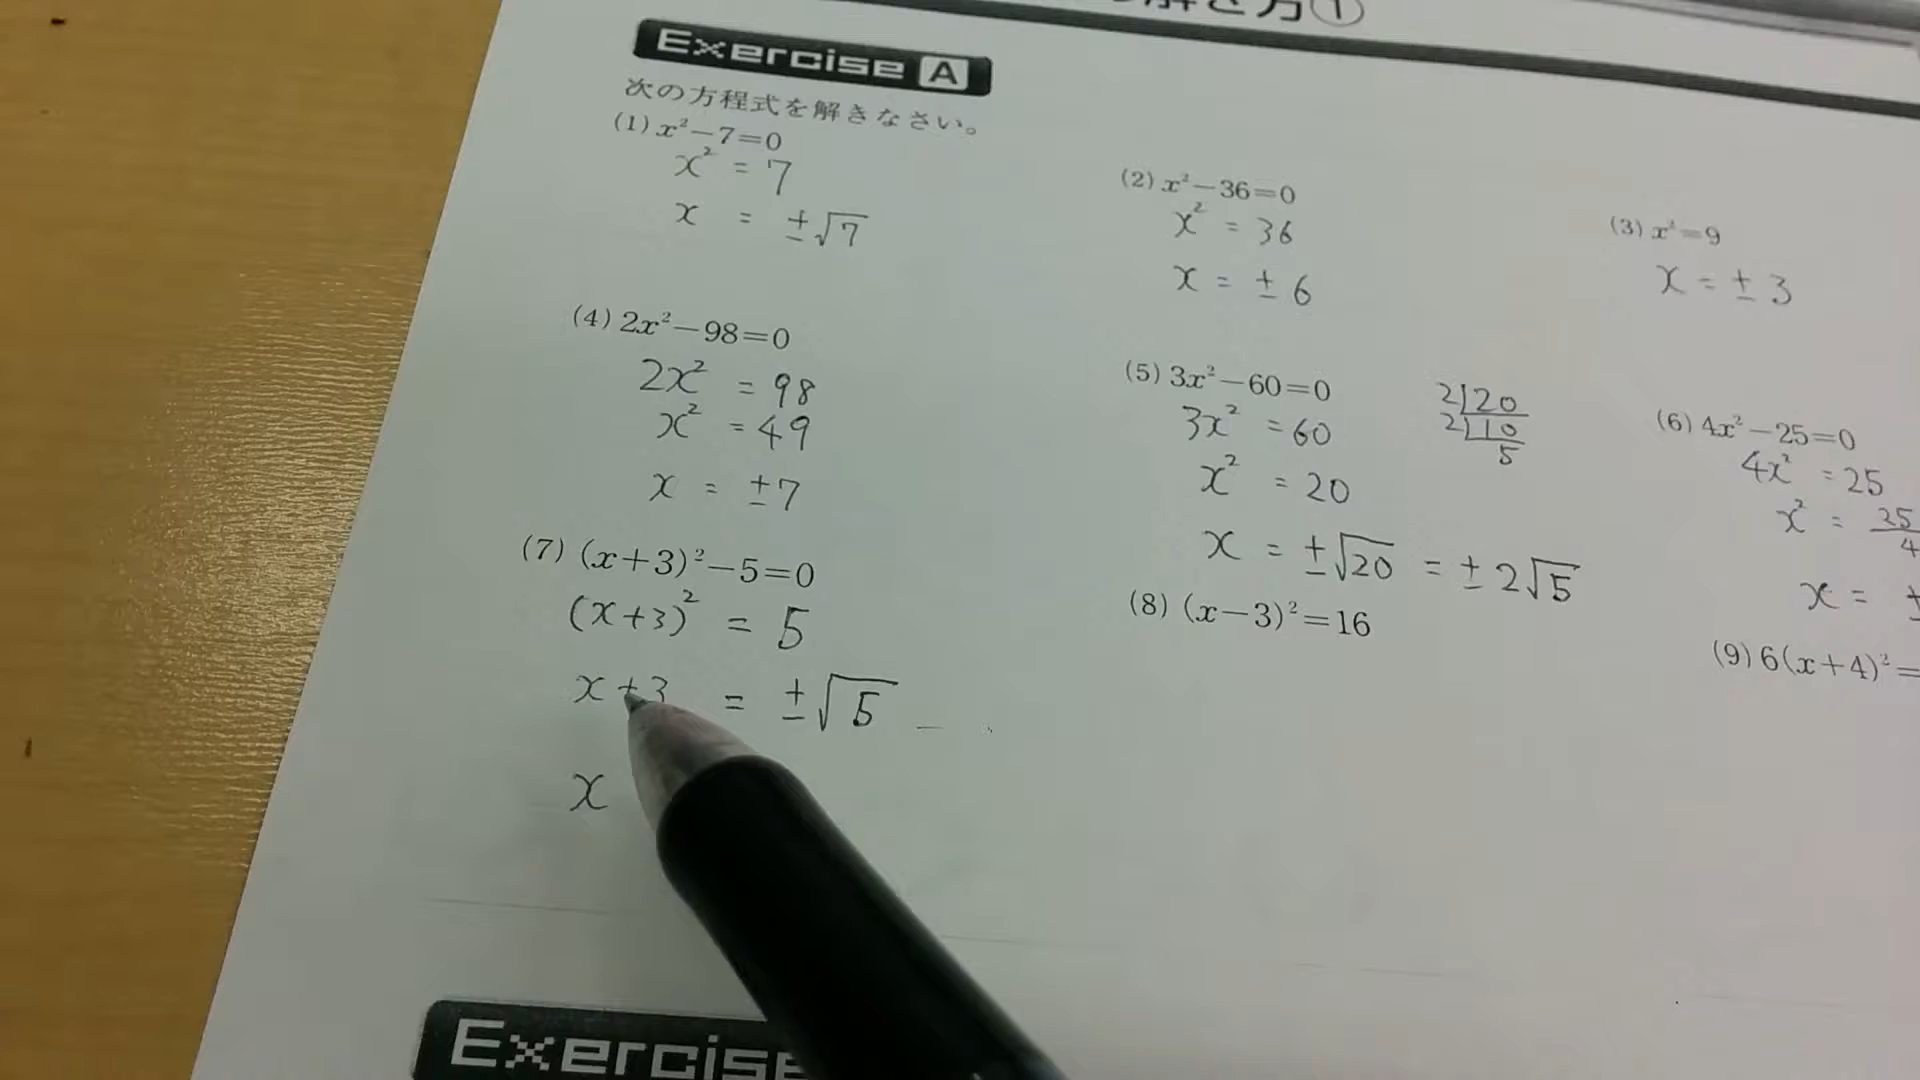 き方①
Exercise A
次の方程式を解きなさい。
(1) x²−7=0
x² = 7
x = ±√7
(2) x²−36=0
x² = 36
x = ±6
(3) x²=9
x = ±3
(4) 2x²−98=0
2x² = 98
x² = 49
x = ±7
(5) 3x²−60=0
3x² = 60
x² = 20
x = ±√20 = ±2√5
2|20
2|10
5
(6) 4x²−25=0
4x² = 25
x² = 25/4
x = ±
(7) (x+3)²−5=0
(x+3)² = 5
x+3 = ±√5
x
(8) (x−3)²=16
(9) 6(x+4)²=
Exercise